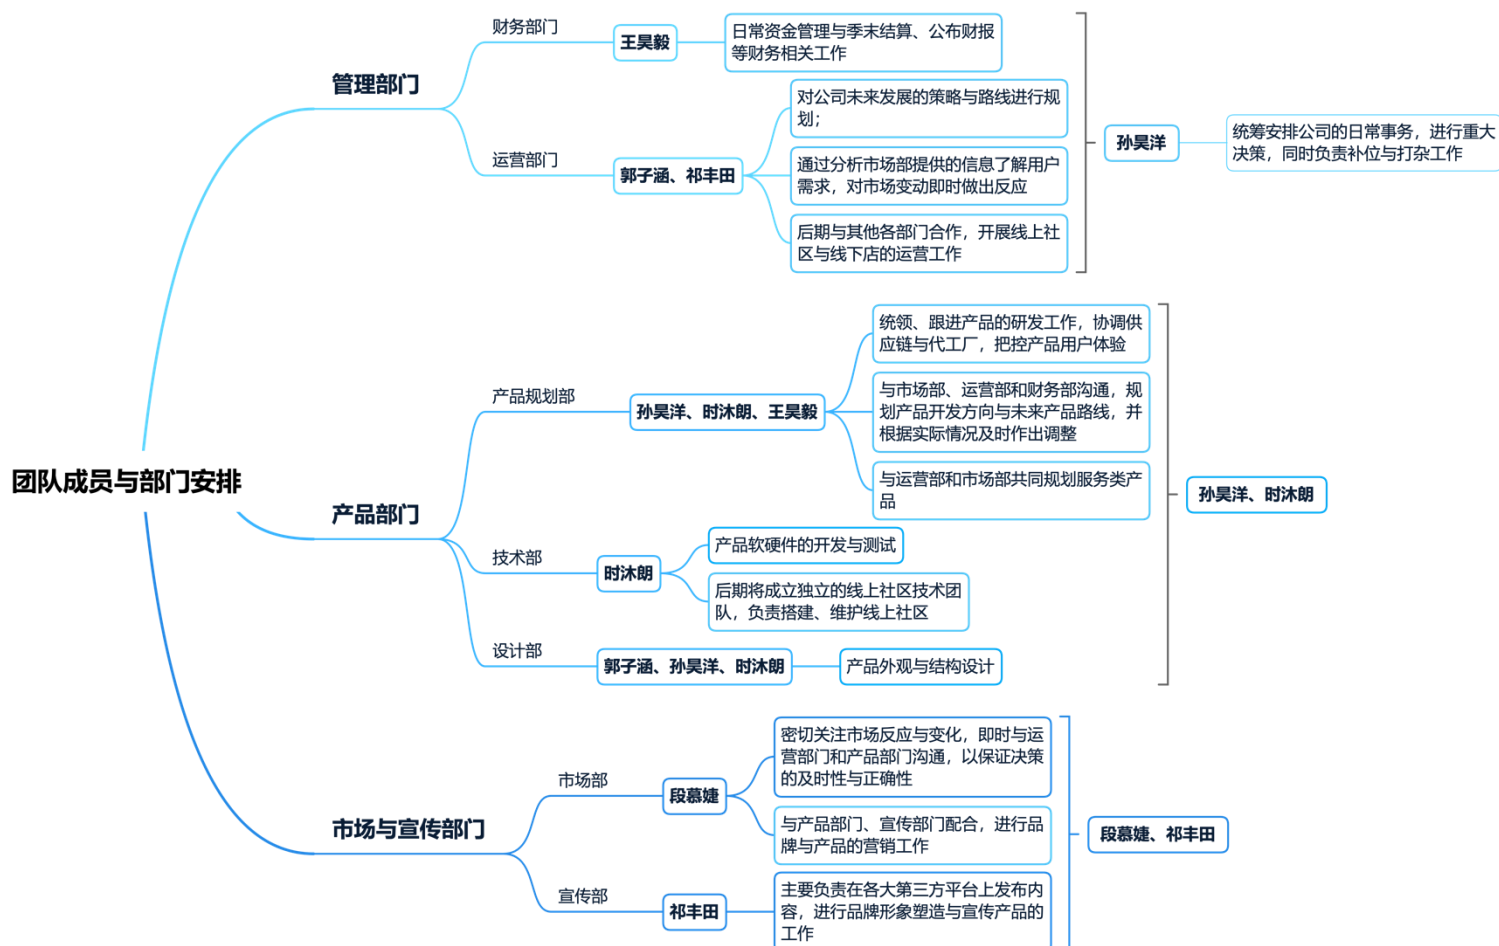 团队成员与部门安排
管理部门
财务部门
王昊毅
日常资金管理与季末结算、公布财报
等财务相关工作
运营部门
郭子涵、祁丰田
对公司未来发展的策略与路线进行规
划；
通过分析市场部提供的信息了解用户
需求，对市场变动即时做出反应
后期与其他各部门合作，开展线上社
区与线下店的运营工作
孙昊洋
统筹安排公司的日常事务，进行重大
决策，同时负责补位与打杂工作
产品部门
产品规划部
孙昊洋、时沐朗、王昊毅
统领、跟进产品的研发工作，协调供
应链与代工厂，把控产品用户体验
与市场部、运营部和财务部沟通，规
划产品开发方向与未来产品路线，并
根据实际情况及时作出调整
与运营部和市场部共同规划服务类产
品
技术部
时沐朗
产品软硬件的开发与测试
后期将成立独立的线上社区技术团
队，负责搭建、维护线上社区
设计部
郭子涵、孙昊洋、时沐朗
产品外观与结构设计
孙昊洋、时沐朗
市场与宣传部门
市场部
段慕婕
密切关注市场反应与变化，即时与运
营部门和产品部门沟通，以保证决策
的及时性与正确性
与产品部门、宣传部门配合，进行品
牌与产品的营销工作
宣传部
祁丰田
主要负责在各大第三方平台上发布内
容，进行品牌形象塑造与宣传产品的
工作
段慕婕、祁丰田